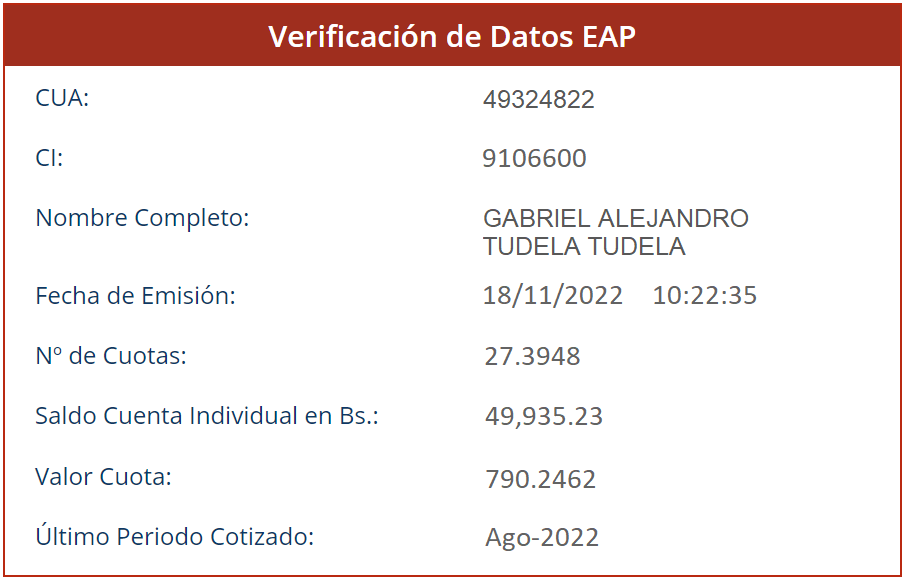 Verificación de Datos EAP
CUA: 49324822
CI: 9106600
Nombre Completo: GABRIEL ALEJANDRO
TUDELA TUDELA
Fecha de Emisión: 18/11/2022 10:22:35
Nº de Cuotas: 27.3948
Saldo Cuenta Individual en Bs.: 49,935.23
Valor Cuota: 790.2462
Último Periodo Cotizado: Ago-2022